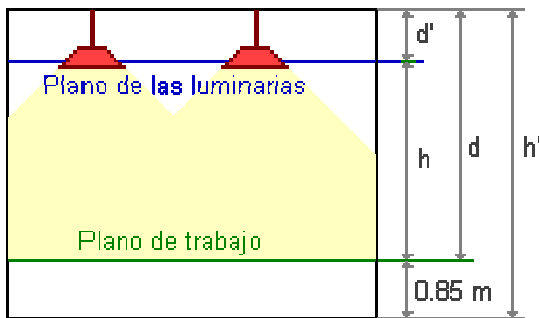 d'
Plano de las luminarias
h
d
h'
Plano de trabajo
0.85 m